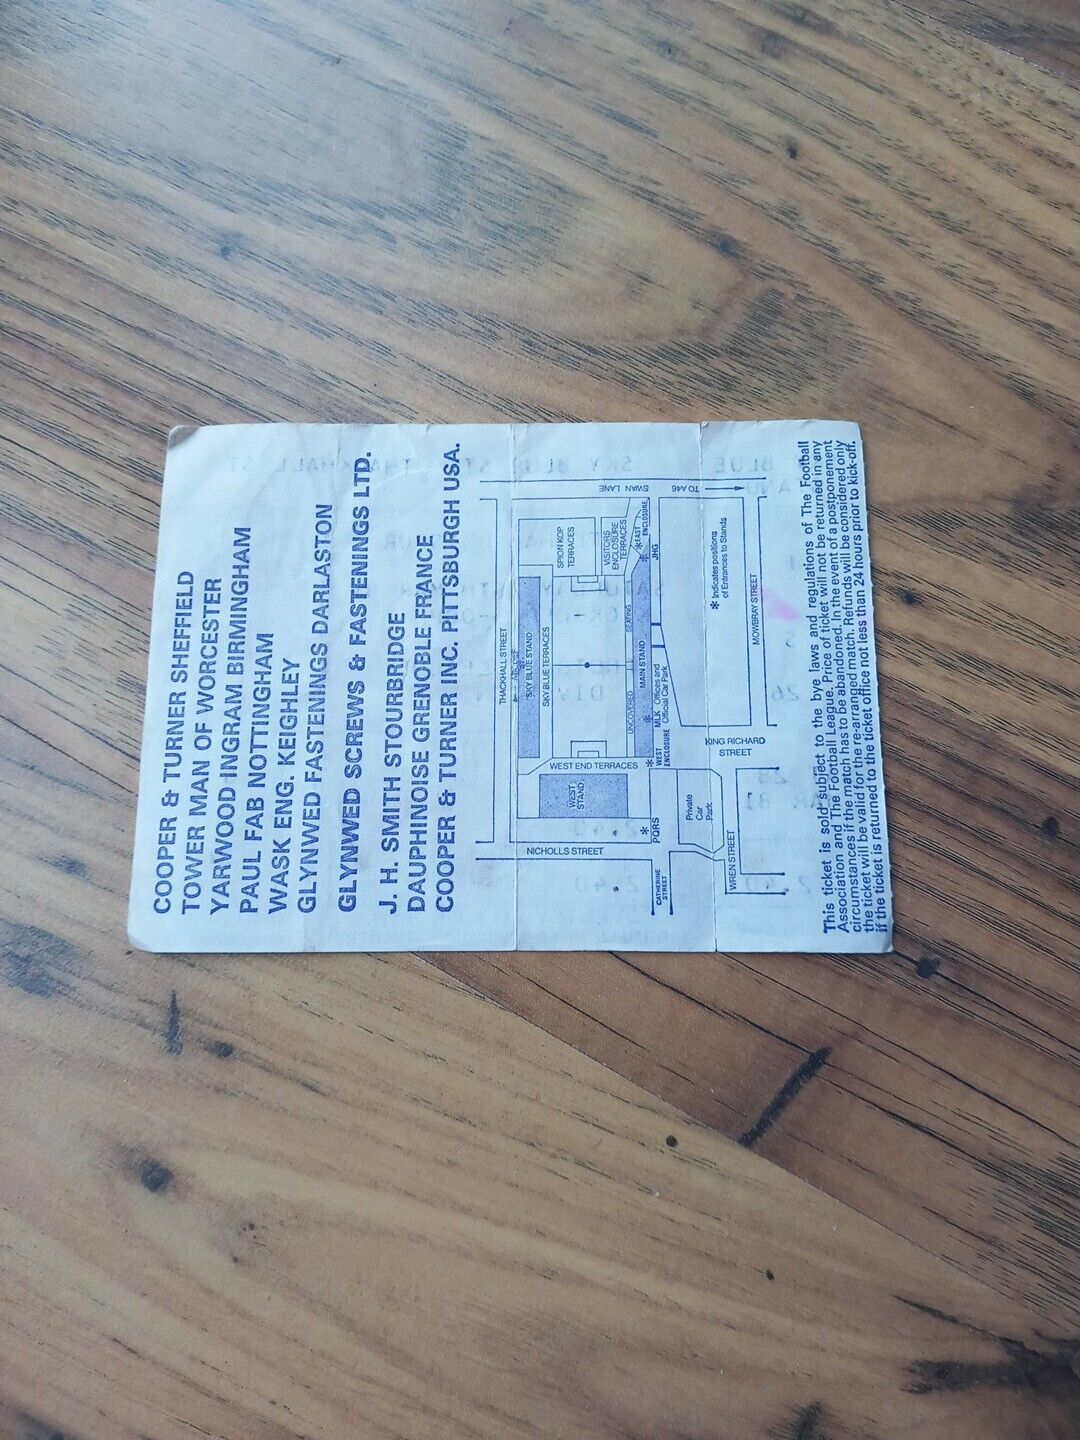 COOPER & TURNER SHEFFIELD
TOWER MAN OF WORCESTER
YARWOOD INGRAM BIRMINGHAM
PAUL FAB NOTTINGHAM
WASK ENG. KEIGHLEY
GLYNWED FASTENINGS DARLASTON
GLYNWED SCREWS & FASTENINGS LTD.
J. H. SMITH STOURBRIDGE
DAUPHINOISE GRENOBLE FRANCE
COOPER & TURNER INC. PITTSBURGH USA.
THACKHALL STREET
SKY BLUE STAND
SKY BLUE TERRACES
SPION KOP
TERRACES
VISITORS
ENCLOSURE
TERRACES
SWAN LANE
TO A46
WEST END TERRACES
WEST
STAND
NICHOLLS STREET
UNCOVERED
SEATING
MAIN STAND
* EAST
ENCLOSURE
JHG
* WEST
ENCLOSURE
MLK
Offices and
Official Car Park
* PQRS
CATHERINE
STREET
Private
Car
Park
WREN STREET
KING RICHARD
STREET
MOWBRAY STREET
* Indicates positions
of Entrances to Stands
This ticket is sold subject to the bye laws and regulations of The Football
Association and The Football League. Price of ticket will not be returned in any
circumstances if the match has to be abandoned. In the event of a postponement
the ticket will be valid for the re-arranged match. Refunds will be considered only
if the ticket is returned to the ticket office not less than 24 hours prior to kick-off.